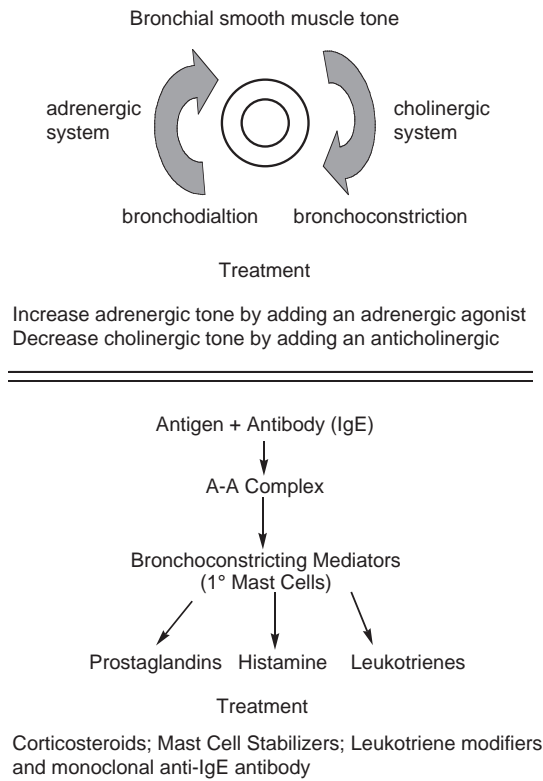 Bronchial smooth muscle tone
adrenergic
system
cholinergic
system
bronchodialtion
bronchoconstriction
Treatment
Increase adrenergic tone by adding an adrenergic agonist
Decrease cholinergic tone by adding an anticholinergic
Antigen + Antibody (IgE)
A-A Complex
Bronchoconstricting Mediators
(1° Mast Cells)
Prostaglandins Histamine Leukotrienes
Treatment
Corticosteroids; Mast Cell Stabilizers; Leukotriene modifiers
and monoclonal anti-IgE antibody